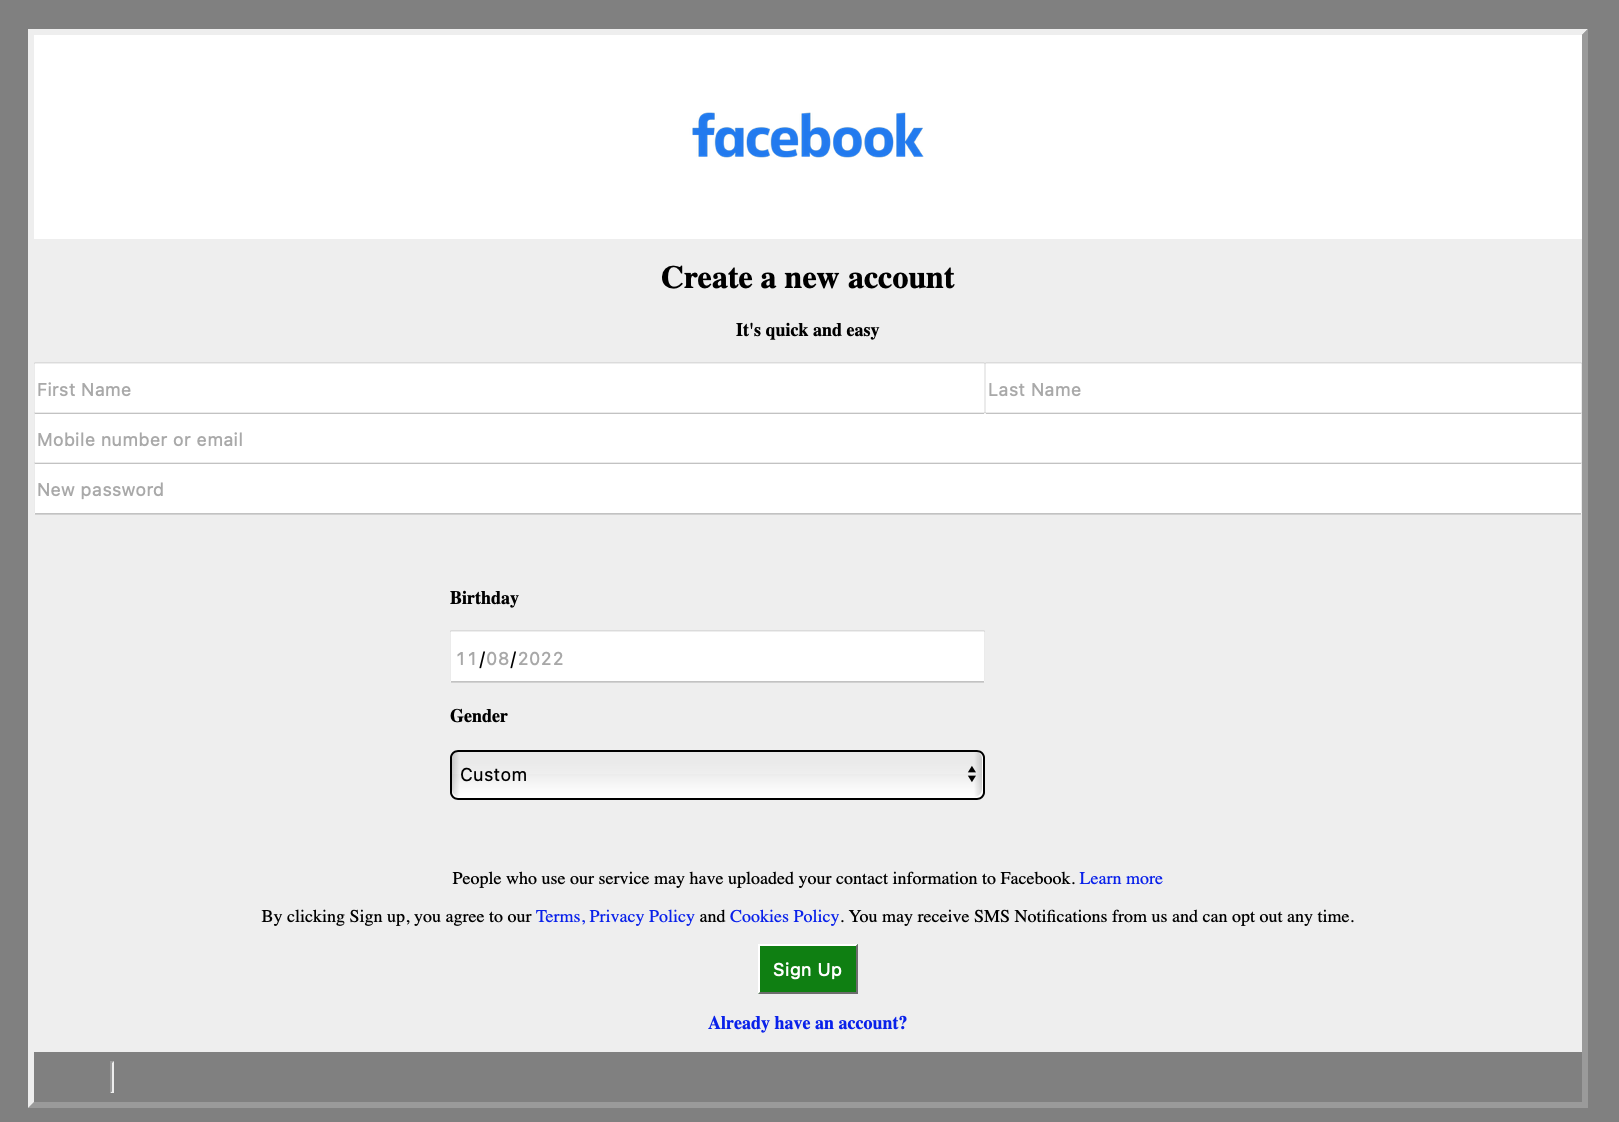 facebook
Create a new account
It's quick and easy
First Name Last Name
Mobile number or email
New password
Birthday
11/08/2022
Gender
Custom
People who use our service may have uploaded your contact information to Facebook. Learn more
By clicking Sign up, you agree to our Terms, Privacy Policy and Cookies Policy. You may receive SMS Notifications from us and can opt out any time.
Sign Up
Already have an account?